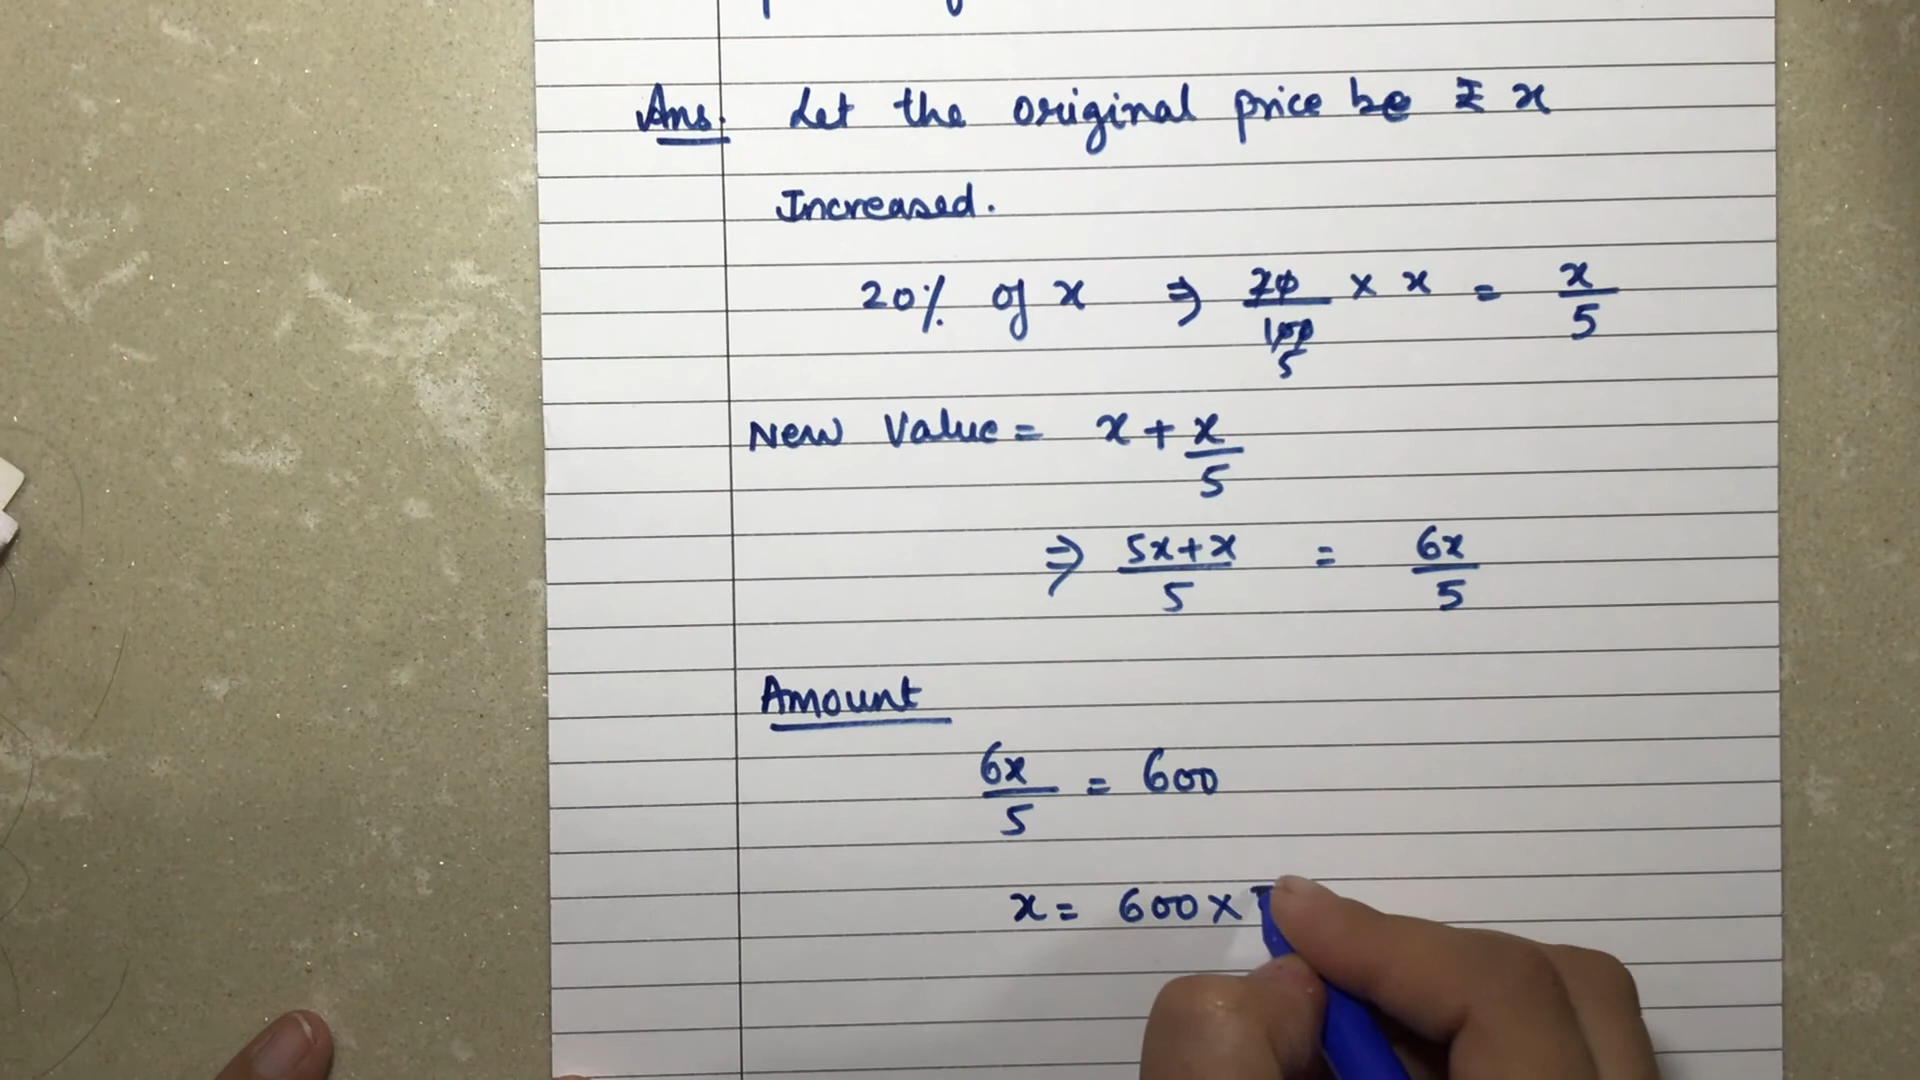 Ans. Let the original price be ₹ x
Increased.
20% of x ⇒ 20/100 × x = x/5
5
New Value = x + x/5
⇒ 5x+x/5 = 6x/5
Amount
6x/5 = 600
x = 600 ×